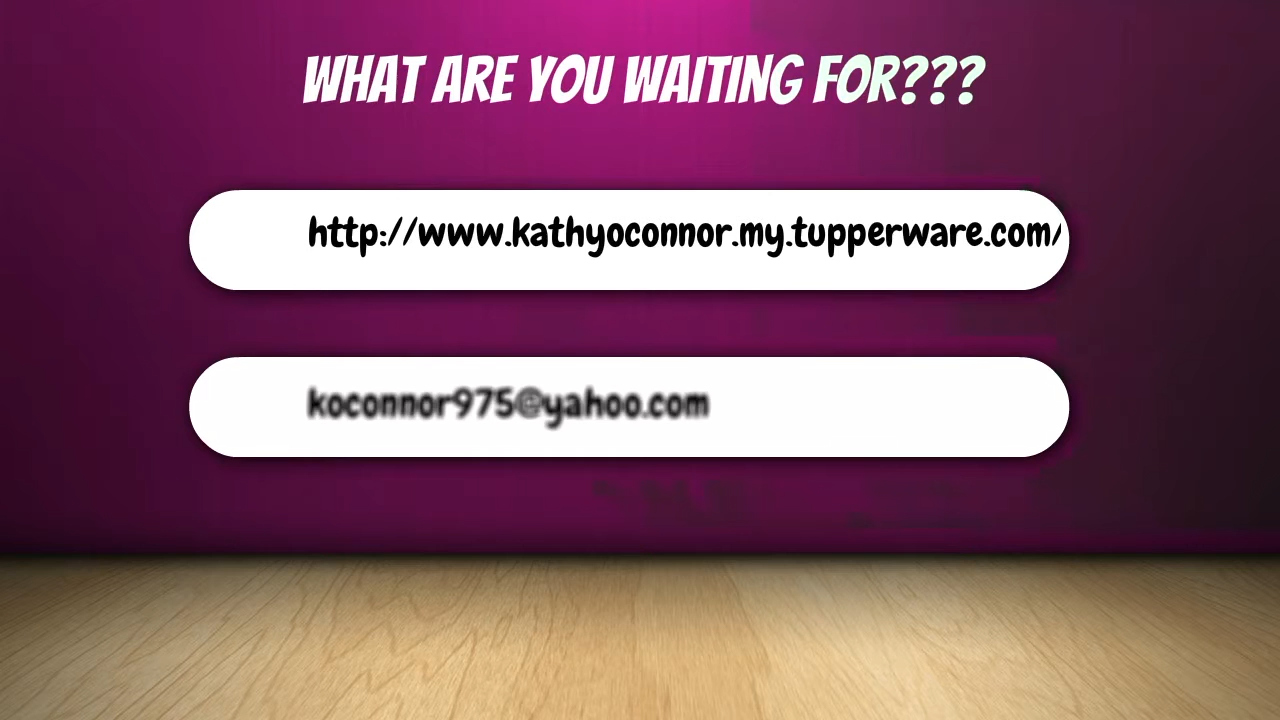 WHAT ARE YOU WAITING FOR???
http://www.kathyoconnor.my.tupperware.com/
koconnor975@yahoo.com